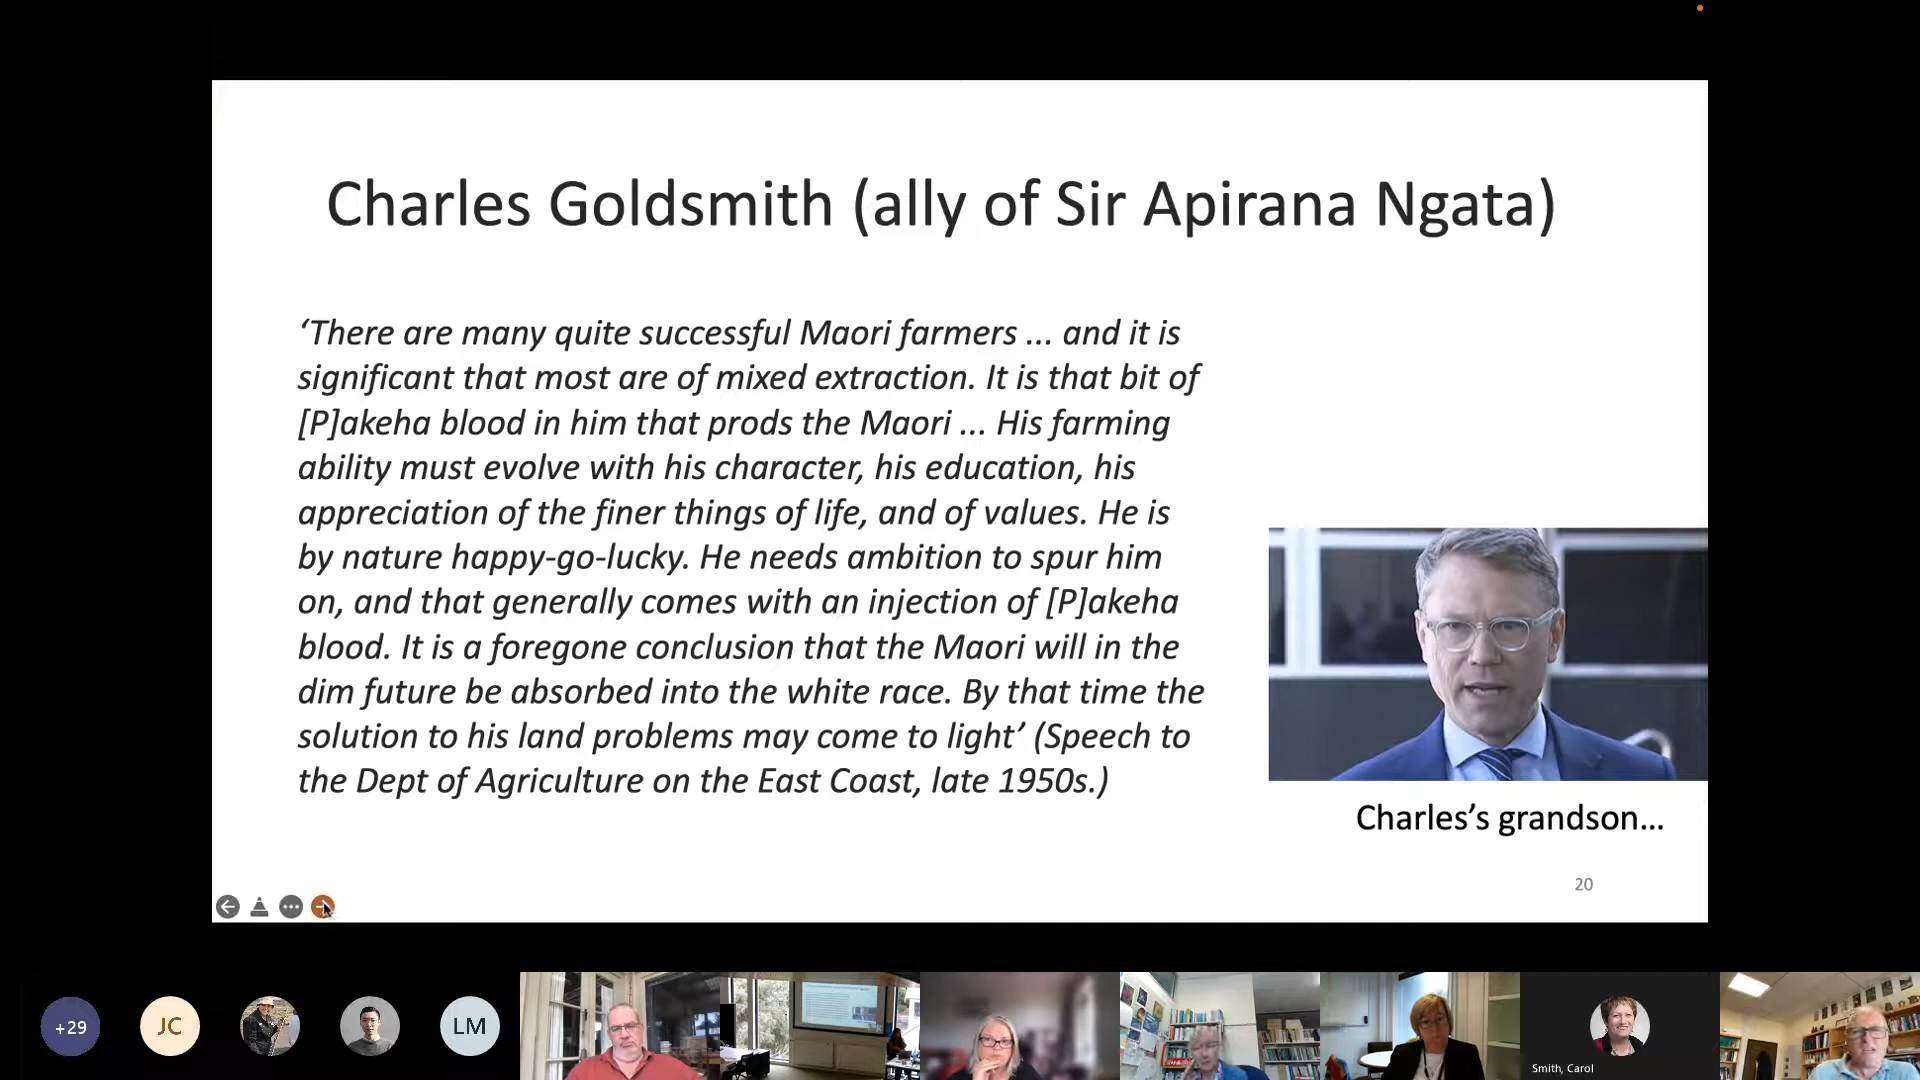 Charles Goldsmith (ally of Sir Apirana Ngata)
‘There are many quite successful Maori farmers ... and it is
significant that most are of mixed extraction. It is that bit of
[P]akeha blood in him that prods the Maori ... His farming
ability must evolve with his character, his education, his
appreciation of the finer things of life, and of values. He is
by nature happy-go-lucky. He needs ambition to spur him
on, and that generally comes with an injection of [P]akeha
blood. It is a foregone conclusion that the Maori will in the
dim future be absorbed into the white race. By that time the
solution to his land problems may come to light’ (Speech to
the Dept of Agriculture on the East Coast, late 1950s.)
Charles’s grandson...
20
+29
JC
LM
Smith, Carol